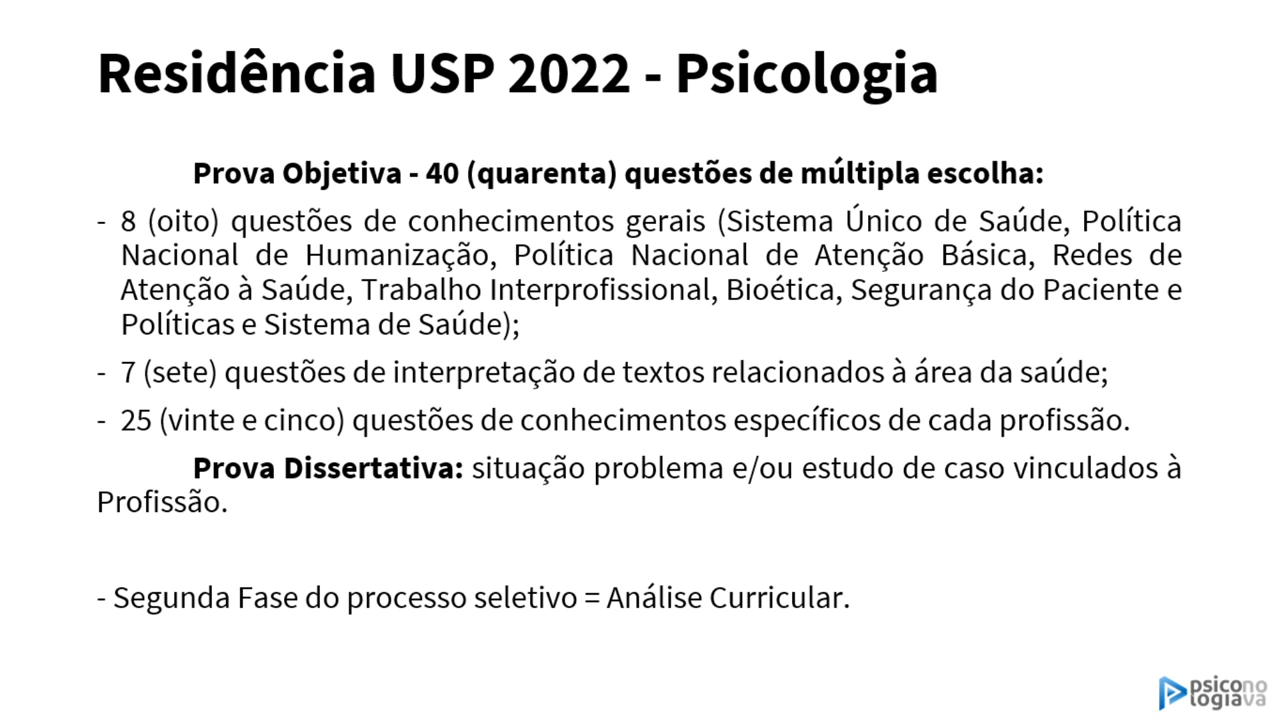 Residência USP 2022 - Psicologia
Prova Objetiva - 40 (quarenta) questões de múltipla escolha:
- 8 (oito) questões de conhecimentos gerais (Sistema Único de Saúde, Política
Nacional de Humanização, Política Nacional de Atenção Básica, Redes de
Atenção à Saúde, Trabalho Interprofissional, Bioética, Segurança do Paciente e
Políticas e Sistema de Saúde);
- 7 (sete) questões de interpretação de textos relacionados à área da saúde;
- 25 (vinte e cinco) questões de conhecimentos específicos de cada profissão.
Prova Dissertativa: situação problema e/ou estudo de caso vinculados à
Profissão.
- Segunda Fase do processo seletivo = Análise Curricular.
psicono
logiava